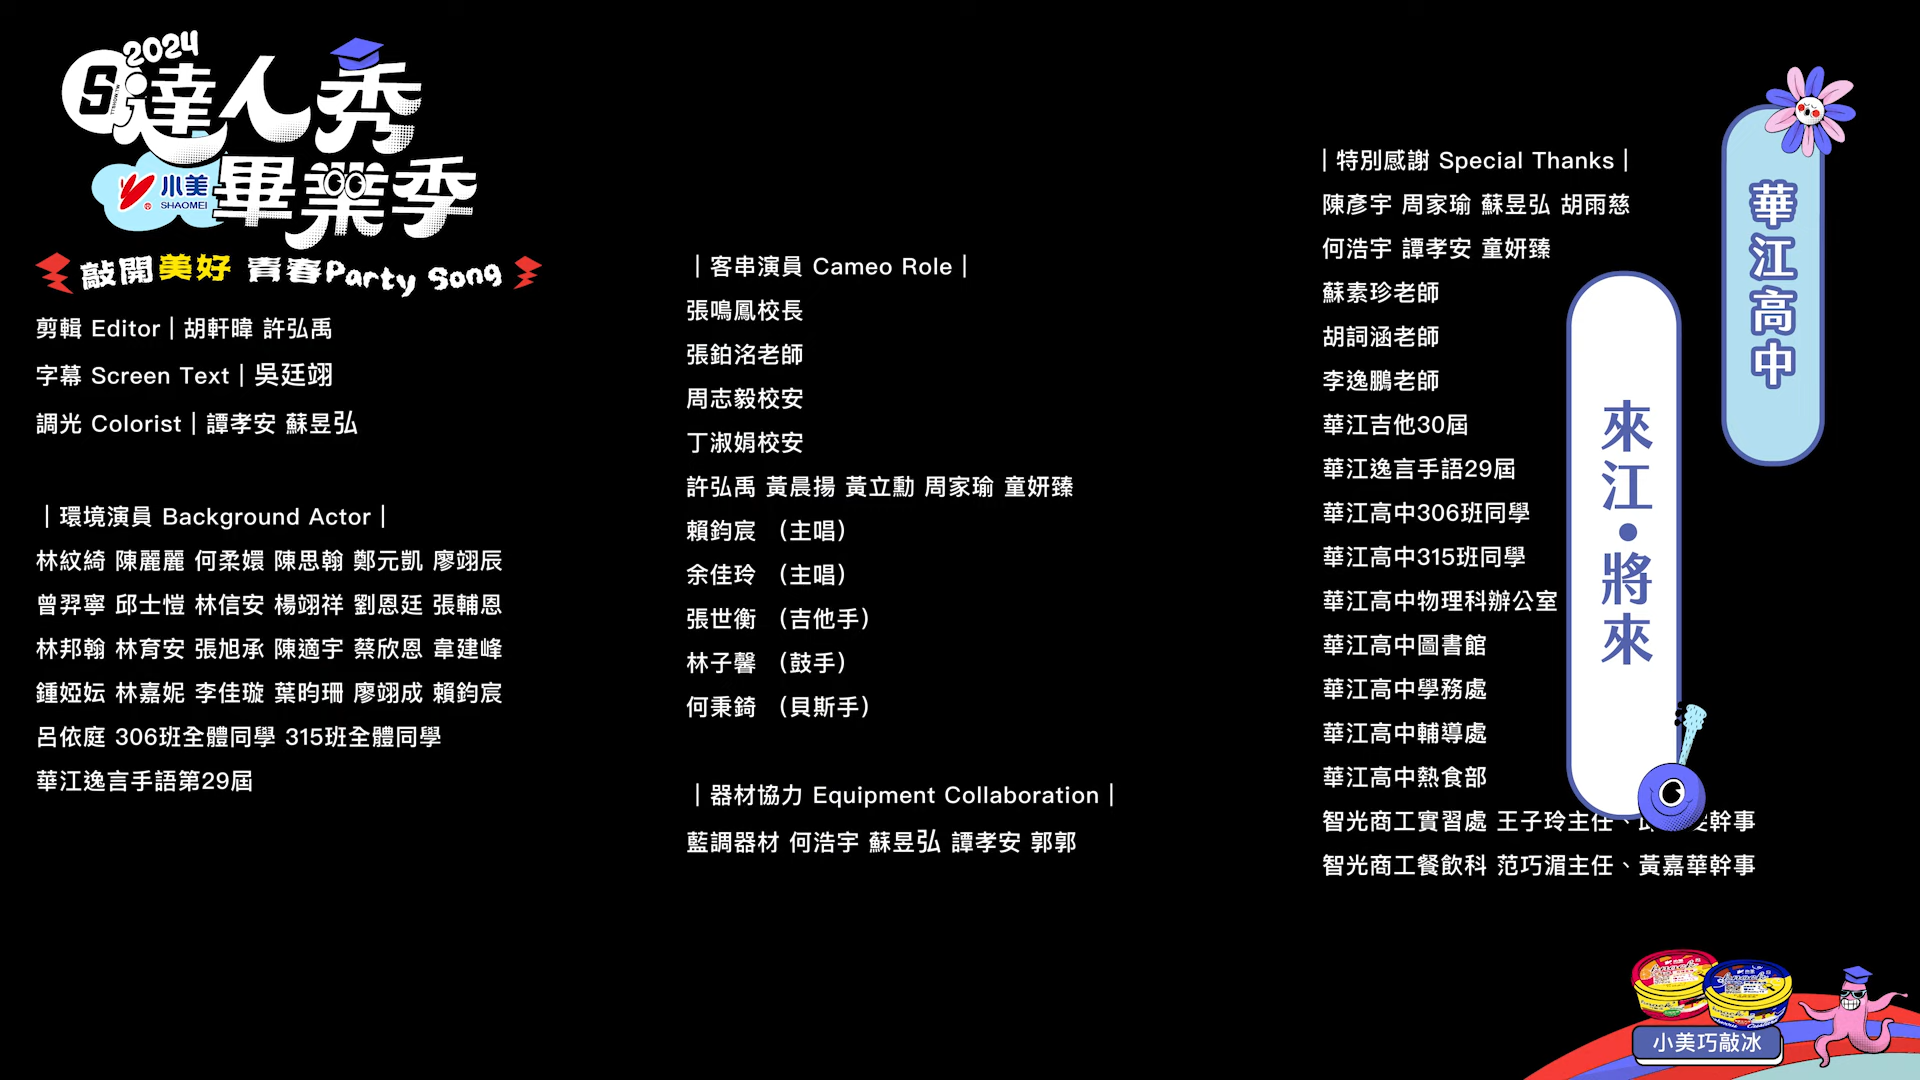 2024
達人秀
小美
SHAOMEI
畢業季
敲開美好 青春Party Song
剪輯 Editor | 胡軒暐 許弘禹
字幕 Screen Text | 吳廷翊
調光 Colorist | 譚孝安 蘇昱弘
| 環境演員 Background Actor |
林紋綺 陳麗麗 何柔嬛 陳思翰 鄭元凱 廖翊辰
曾羿寧 邱士愷 林信安 楊翊祥 劉恩廷 張輔恩
林邦翰 林育安 張旭承 陳適宇 蔡欣恩 韋建峰
鍾婭妘 林嘉妮 李佳璇 葉昀珊 廖翊成 賴鈞宸
呂依庭 306班全體同學 315班全體同學
華江逸言手語第29屆
| 客串演員 Cameo Role |
張鳴鳳校長
張鉑洺老師
周志毅校安
丁淑娟校安
許弘禹 黃晨揚 黃立勳 周家瑜 童妍臻
賴鈞宸 （主唱）
余佳玲 （主唱）
張世衡 （吉他手）
林子馨 （鼓手）
何秉錡 （貝斯手）
| 器材協力 Equipment Collaboration |
藍調器材 何浩宇 蘇昱弘 譚孝安 郭郭
| 特別感謝 Special Thanks |
陳彥宇 周家瑜 蘇昱弘 胡雨慈
何浩宇 譚孝安 童妍臻
蘇素珍老師
胡詞涵老師
李逸鵬老師
華江吉他30屆
華江逸言手語29屆
華江高中306班同學
華江高中315班同學
華江高中物理科辦公室
華江高中圖書館
華江高中學務處
華江高中輔導處
華江高中熱食部
智光商工實習處 王子玲主任、幹事
智光商工餐飲科 范巧湄主任、黃嘉華幹事
華江高中
來江•將來
小美巧敲冰